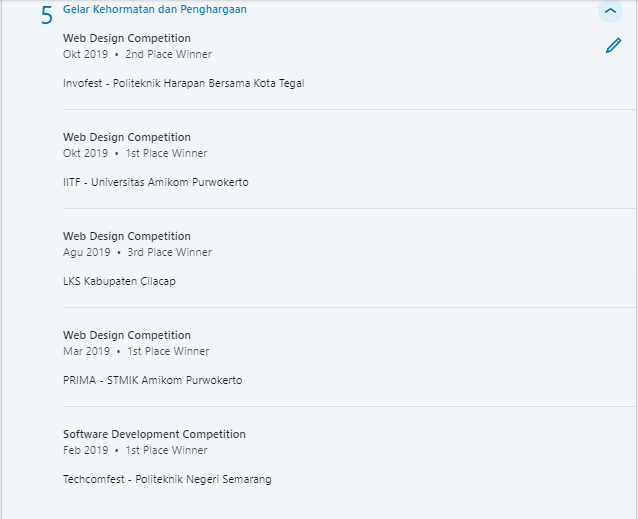 5 Gelar Kehormatan dan Penghargaan
Web Design Competition
Okt 2019 • 2nd Place Winner
Invofest - Politeknik Harapan Bersama Kota Tegal
Web Design Competition
Okt 2019 • 1st Place Winner
IITF - Universitas Amikom Purwokerto
Web Design Competition
Agu 2019 • 3rd Place Winner
LKS Kabupaten Cilacap
Web Design Competition
Mar 2019 • 1st Place Winner
PRIMA - STMIK Amikom Purwokerto
Software Development Competition
Feb 2019 • 1st Place Winner
Techcomfest - Politeknik Negeri Semarang